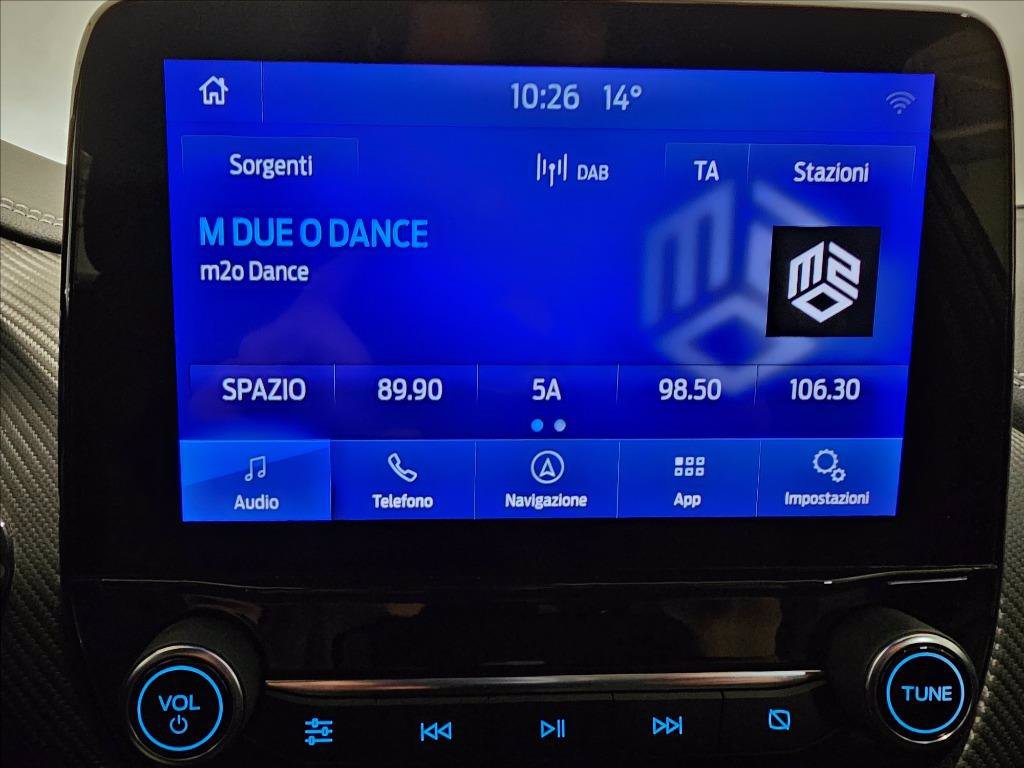 10:26 14°
Sorgenti DAB TA Stazioni
M DUE O DANCE
m2o Dance
m2o
SPAZIO 89.90 5A 98.50 106.30
Audio Telefono Navigazione App Impostazioni
VOL TUNE